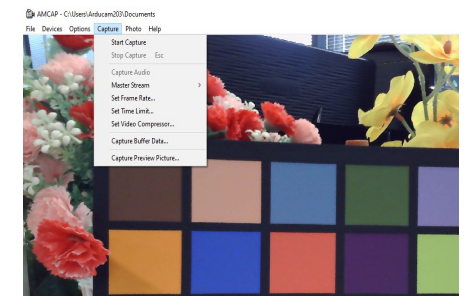 AMCAP - C:\Users\Arducam203\Documents
File Devices Options Capture Photo Help
Start Capture
Stop Capture Esc
Capture Audio
Master Stream
Set Frame Rate...
Set Time Limit...
Set Video Compressor...
Capture Buffer Data...
Capture Preview Picture...